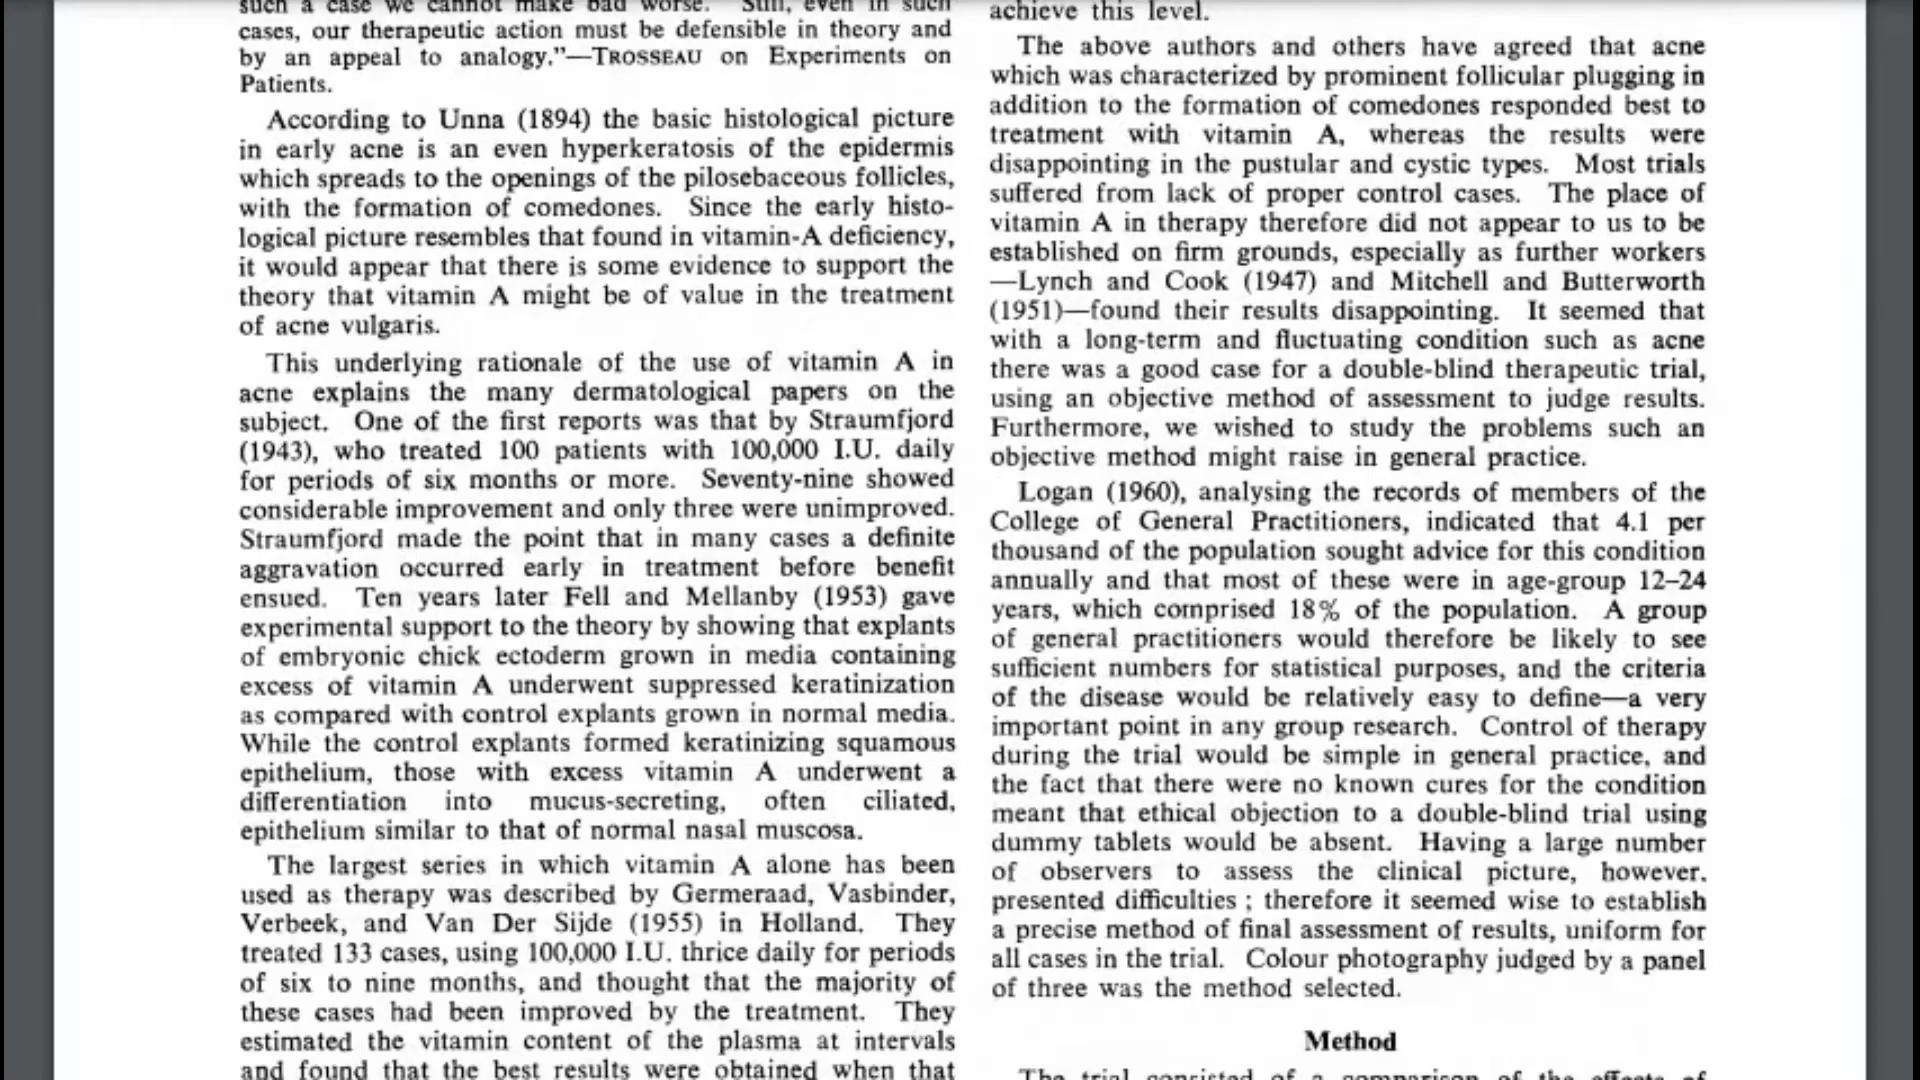 such a case we cannot make bad worse. Still, even in such
cases, our therapeutic action must be defensible in theory and
by an appeal to analogy."—TROSSEAU on Experiments on
Patients.
According to Unna (1894) the basic histological picture
in early acne is an even hyperkeratosis of the epidermis
which spreads to the openings of the pilosebaceous follicles,
with the formation of comedones. Since the early histo-
logical picture resembles that found in vitamin-A deficiency,
it would appear that there is some evidence to support the
theory that vitamin A might be of value in the treatment
of acne vulgaris.
This underlying rationale of the use of vitamin A in
acne explains the many dermatological papers on the
subject. One of the first reports was that by Straumfjord
(1943), who treated 100 patients with 100,000 I.U. daily
for periods of six months or more. Seventy-nine showed
considerable improvement and only three were unimproved.
Straumfjord made the point that in many cases a definite
aggravation occurred early in treatment before benefit
ensued. Ten years later Fell and Mellanby (1953) gave
experimental support to the theory by showing that explants
of embryonic chick ectoderm grown in media containing
excess of vitamin A underwent suppressed keratinization
as compared with control explants grown in normal media.
While the control explants formed keratinizing squamous
epithelium, those with excess vitamin A underwent a
differentiation into mucus-secreting, often ciliated,
epithelium similar to that of normal nasal muscosa.
The largest series in which vitamin A alone has been
used as therapy was described by Germeraad, Vasbinder,
Verbeek, and Van Der Sijde (1955) in Holland. They
treated 133 cases, using 100,000 I.U. thrice daily for periods
of six to nine months, and thought that the majority of
these cases had been improved by the treatment. They
estimated the vitamin content of the plasma at intervals
and found that the best results were obtained when that
achieve this level.
The above authors and others have agreed that acne
which was characterized by prominent follicular plugging in
addition to the formation of comedones responded best to
treatment with vitamin A, whereas the results were
disappointing in the pustular and cystic types. Most trials
suffered from lack of proper control cases. The place of
vitamin A in therapy therefore did not appear to us to be
established on firm grounds, especially as further workers
—Lynch and Cook (1947) and Mitchell and Butterworth
(1951)—found their results disappointing. It seemed that
with a long-term and fluctuating condition such as acne
there was a good case for a double-blind therapeutic trial,
using an objective method of assessment to judge results.
Furthermore, we wished to study the problems such an
objective method might raise in general practice.
Logan (1960), analysing the records of members of the
College of General Practitioners, indicated that 4.1 per
thousand of the population sought advice for this condition
annually and that most of these were in age-group 12–24
years, which comprised 18% of the population. A group
of general practitioners would therefore be likely to see
sufficient numbers for statistical purposes, and the criteria
of the disease would be relatively easy to define—a very
important point in any group research. Control of therapy
during the trial would be simple in general practice, and
the fact that there were no known cures for the condition
meant that ethical objection to a double-blind trial using
dummy tablets would be absent. Having a large number
of observers to assess the clinical picture, however,
presented difficulties ; therefore it seemed wise to establish
a precise method of final assessment of results, uniform for
all cases in the trial. Colour photography judged by a panel
of three was the method selected.
Method
The trial consisted of a comparison of the effects of